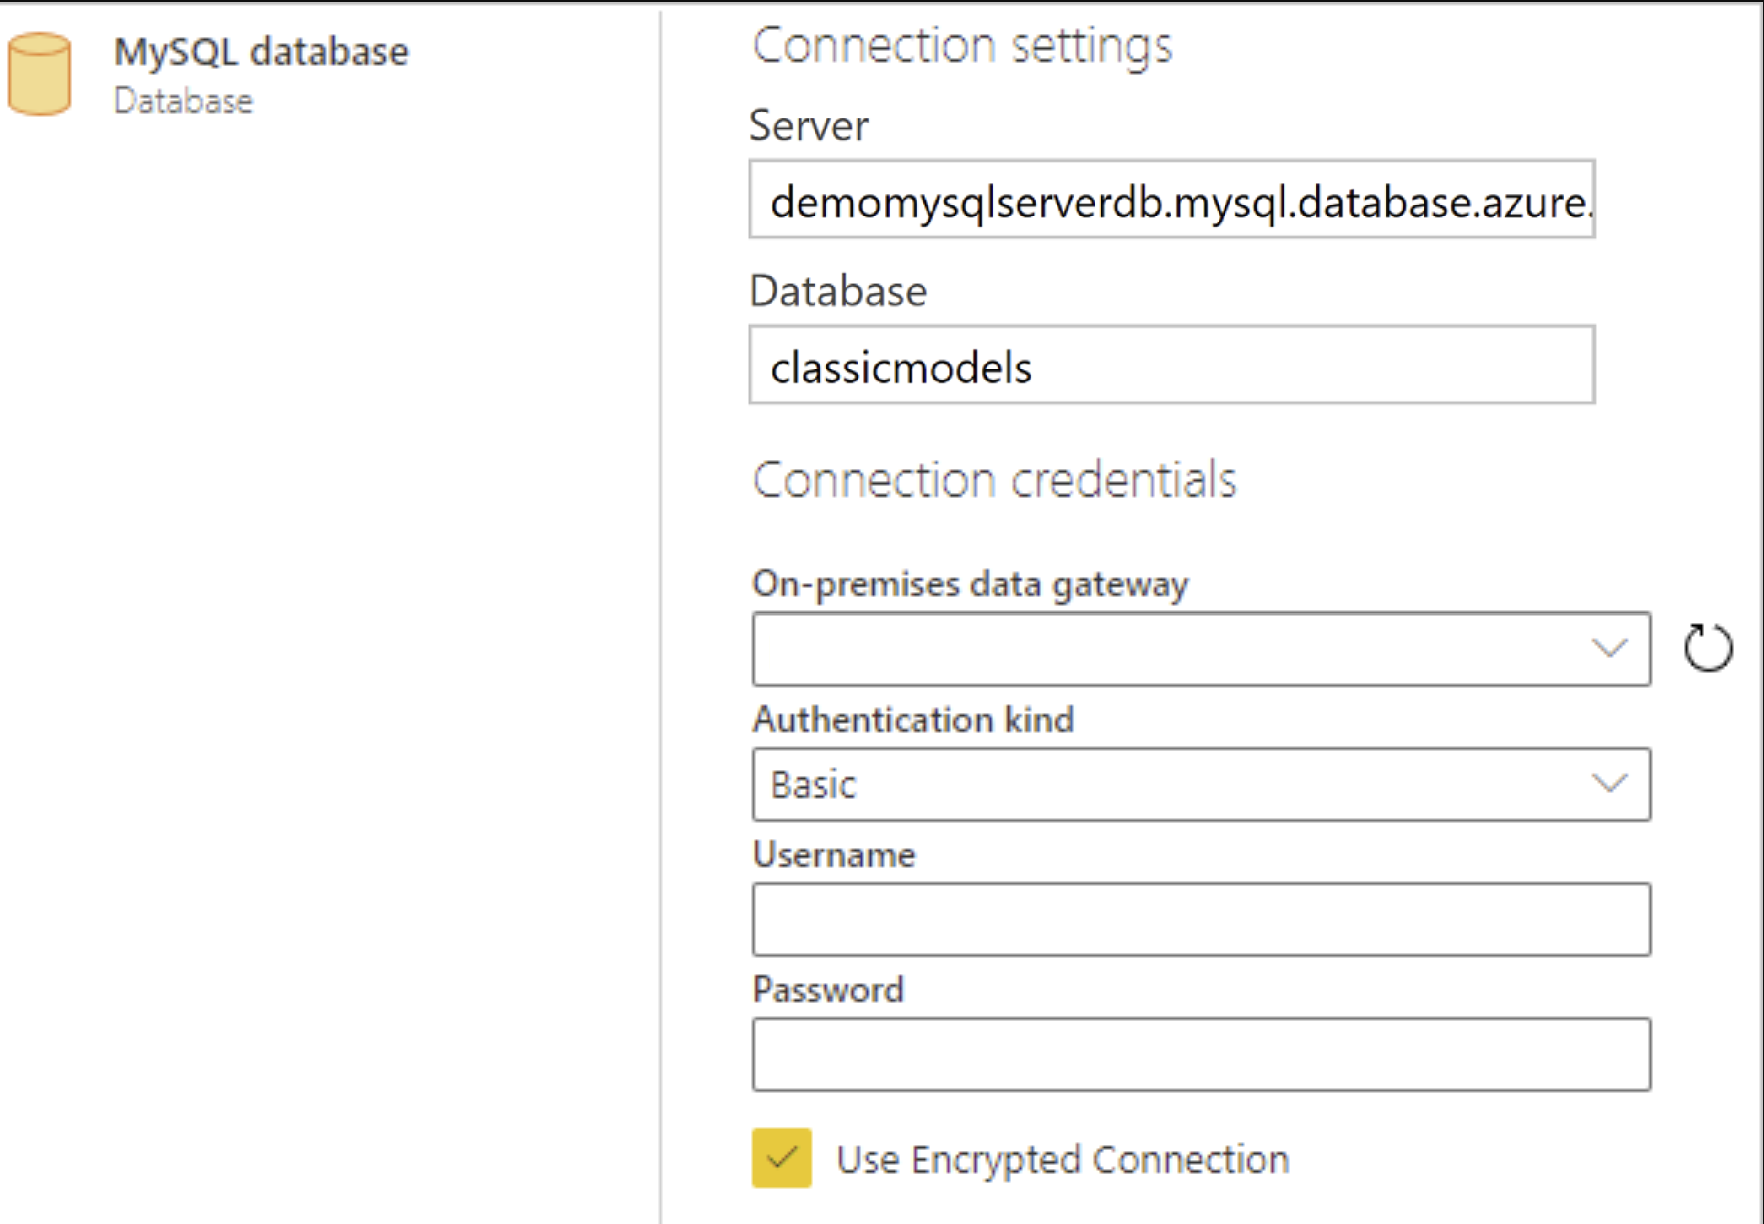 MySQL database
Database
Connection settings
Server
demomysqlserverdb.mysql.database.azure.
Database
classicmodels
Connection credentials
On-premises data gateway
Authentication kind
Basic
Username
Password
Use Encrypted Connection